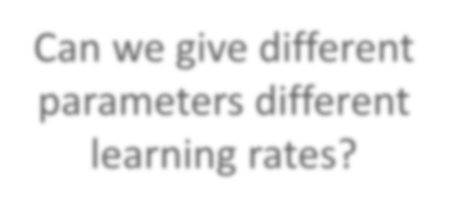 Can we give different
parameters different
learning rates?